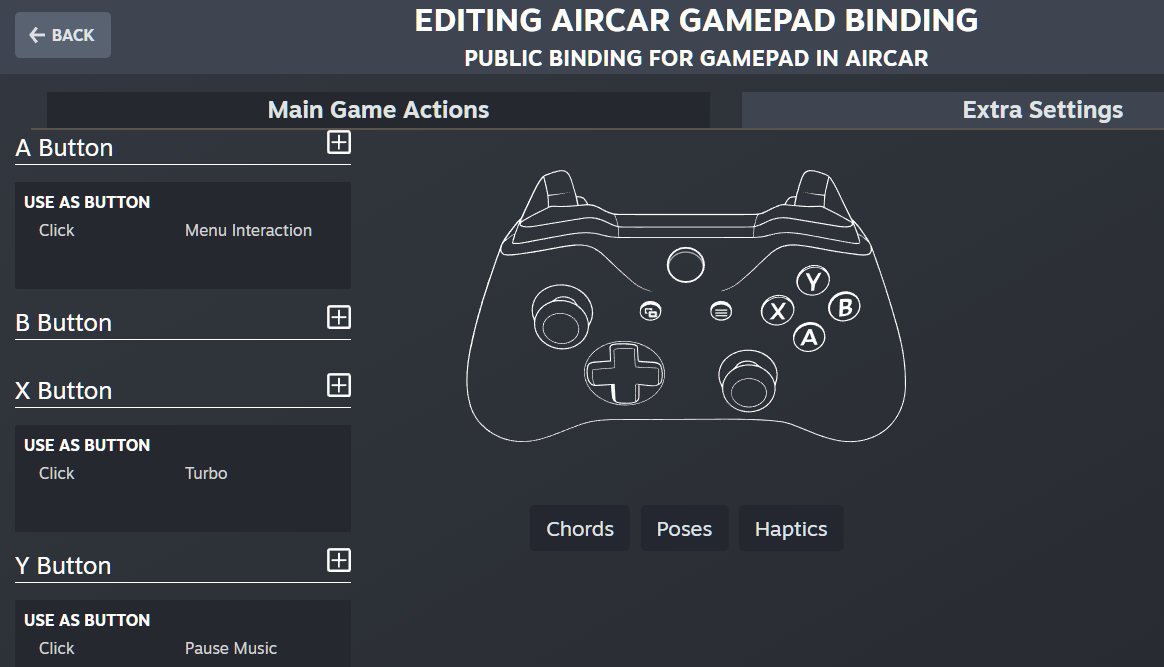 ← BACK
EDITING AIRCAR GAMEPAD BINDING
PUBLIC BINDING FOR GAMEPAD IN AIRCAR
Main Game Actions
Extra Settings
A Button
USE AS BUTTON
Click Menu Interaction
B Button
X Button
USE AS BUTTON
Click Turbo
Y Button
USE AS BUTTON
Click Pause Music
Y
X B
A
Chords Poses Haptics